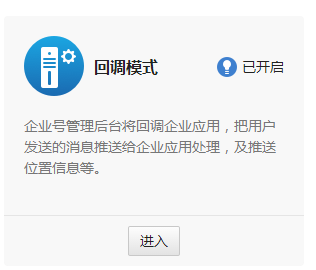 回调模式
已开启
企业号管理后台将回调企业应用，把用户
发送的消息推送给企业应用处理，及推送
位置信息等。
进入